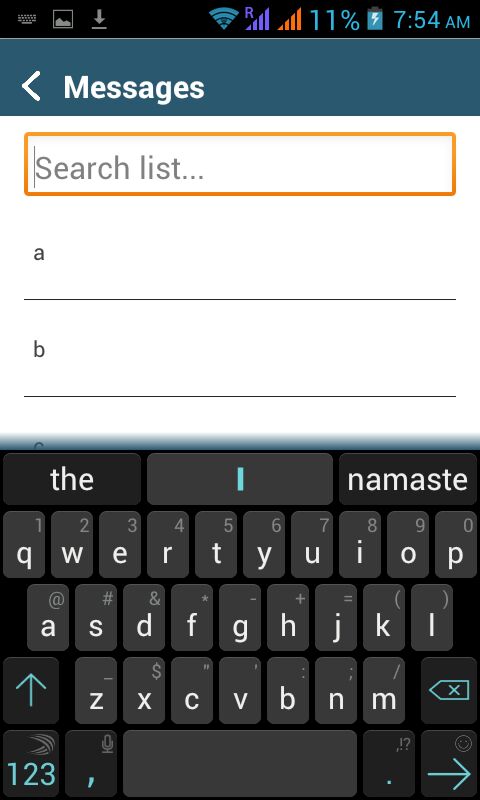 R 11% 7:54 AM
Messages
Search list...
a
b
c
the I namaste
1 2 3 4 5 6 7 8 9 0
q w e r t y u i o p
@ # & * - + = ( )
a s d f g h j k l
_ $ " ' : ; /
z x c v b n m
,!?
123 , .